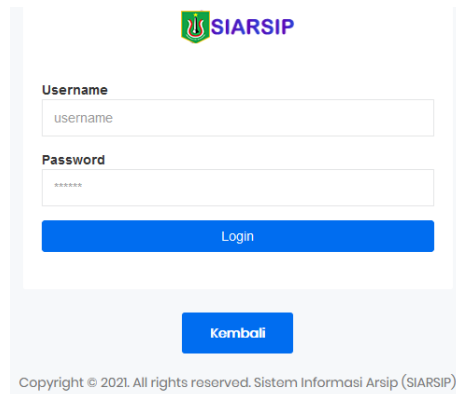 SIARSIP
Username
username
Password
******
Login
Kembali
Copyright © 2021. All rights reserved. Sistem Informasi Arsip (SIARSIP)